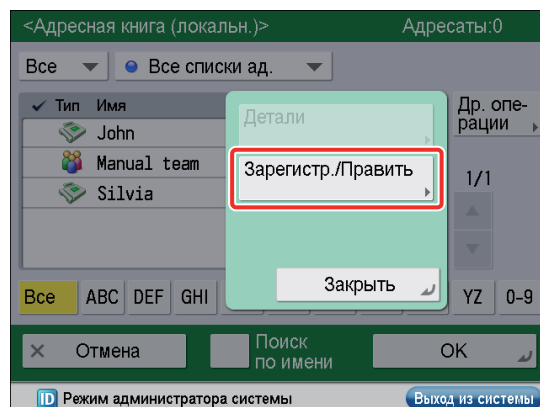 <Адресная книга (локальн.)> Адресаты:0
Все Все списки ад.
Тип Имя
Др. опе-
рации
John
Manual team
Silvia
1/1
Детали
Зарегистр./Править
Закрыть
Все ABC DEF GHI YZ 0-9
Отмена
Поиск
по имени
OK
ID Режим администратора системы Выход из системы